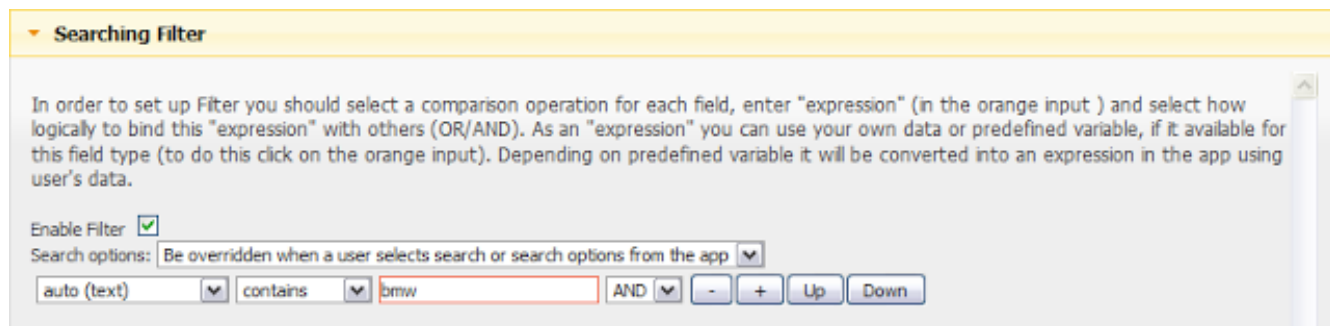 Searching Filter
In order to set up Filter you should select a comparison operation for each field, enter "expression" (in the orange input ) and select how
logically to bind this "expression" with others (OR/AND). As an "expression" you can use your own data or predefined variable, if it available for
this field type (to do this click on the orange input). Depending on predefined variable it will be converted into an expression in the app using
user's data.
Enable Filter
Search options: Be overridden when a user selects search or search options from the app
auto (text) contains bmw AND - + Up Down